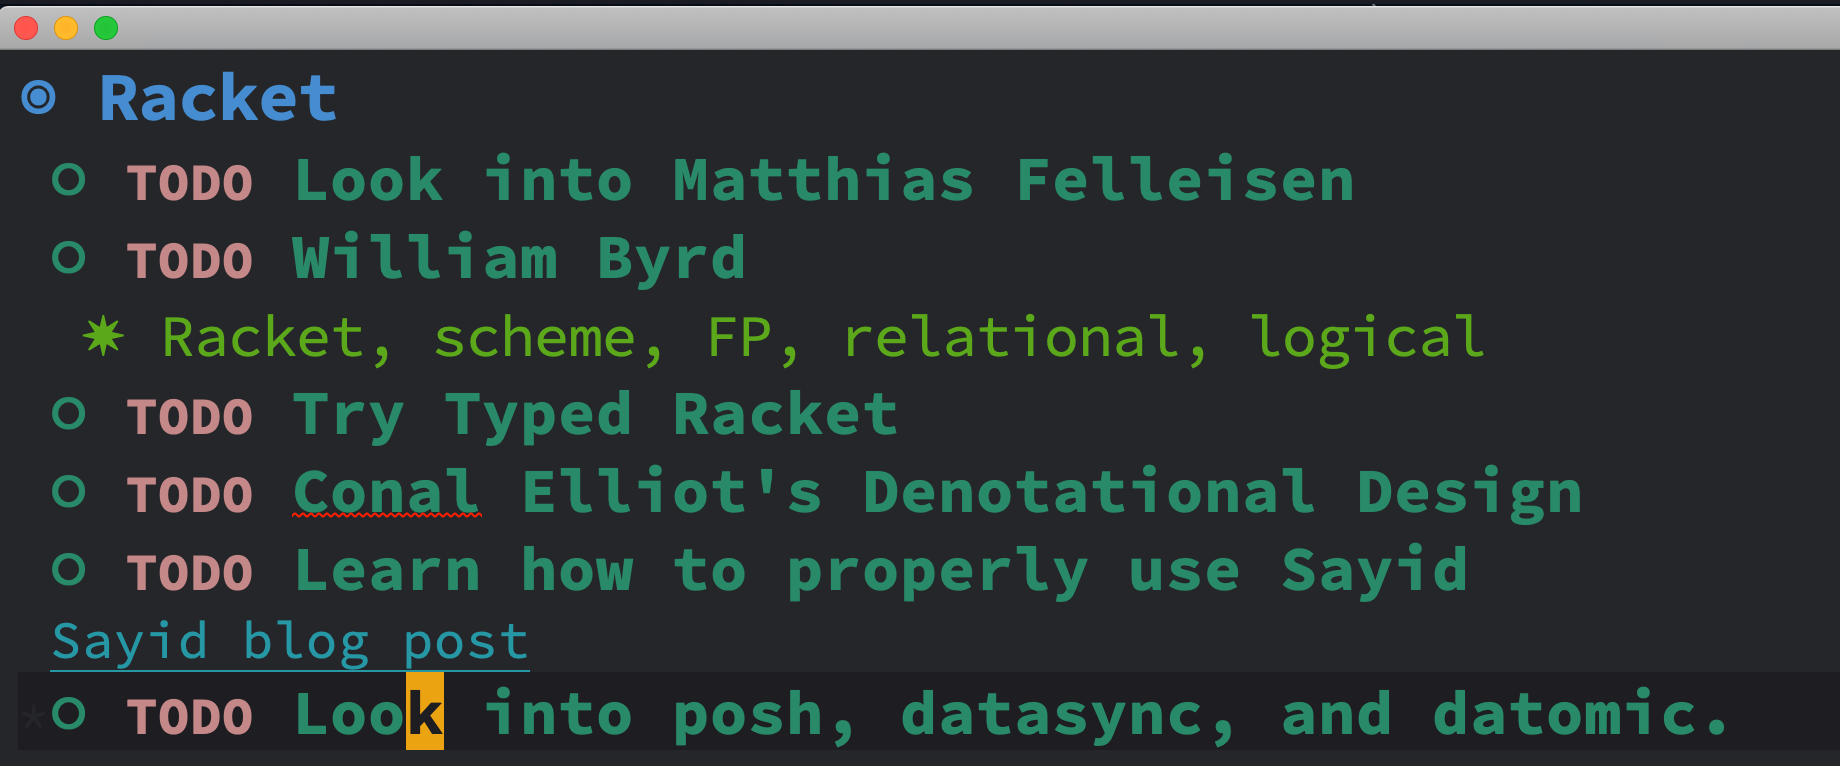 Racket
TODO Look into Matthias Felleisen
TODO William Byrd
Racket, scheme, FP, relational, logical
TODO Try Typed Racket
TODO Conal Elliot's Denotational Design
TODO Learn how to properly use Sayid
Sayid blog post
*TODO Look into posh, datasync, and datomic.